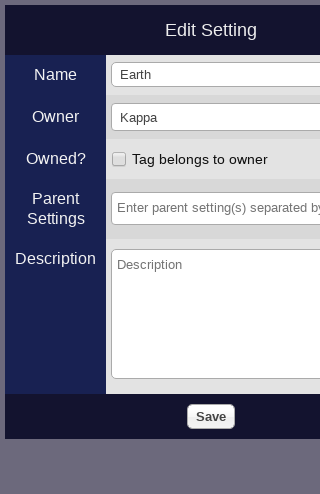 Edit Setting
Name
Earth
Owner
Kappa
Owned?
Tag belongs to owner
Parent
Settings
Enter parent setting(s) separated by
Description
Description
Save